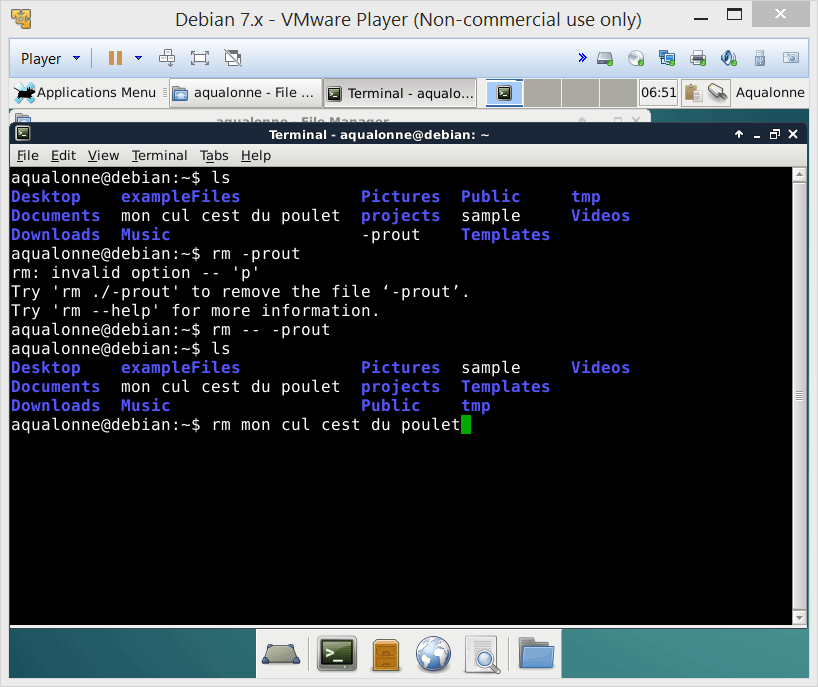 Debian 7.x - VMware Player (Non-commercial use only)
Player
Applications Menu aqualonne - File ... Terminal - aqualo... 06:51 Aqualonne
aqualonne - File Manager
Terminal - aqualonne@debian: ~
File Edit View Terminal Tabs Help
aqualonne@debian:~$ ls
Desktop exampleFiles Pictures Public tmp
Documents mon cul cest du poulet projects sample Videos
Downloads Music -prout Templates
aqualonne@debian:~$ rm -prout
rm: invalid option -- 'p'
Try 'rm ./-prout' to remove the file ‘-prout’.
Try 'rm --help' for more information.
aqualonne@debian:~$ rm -- -prout
aqualonne@debian:~$ ls
Desktop exampleFiles Pictures sample Videos
Documents mon cul cest du poulet projects Templates
Downloads Music Public tmp
aqualonne@debian:~$ rm mon cul cest du poulet